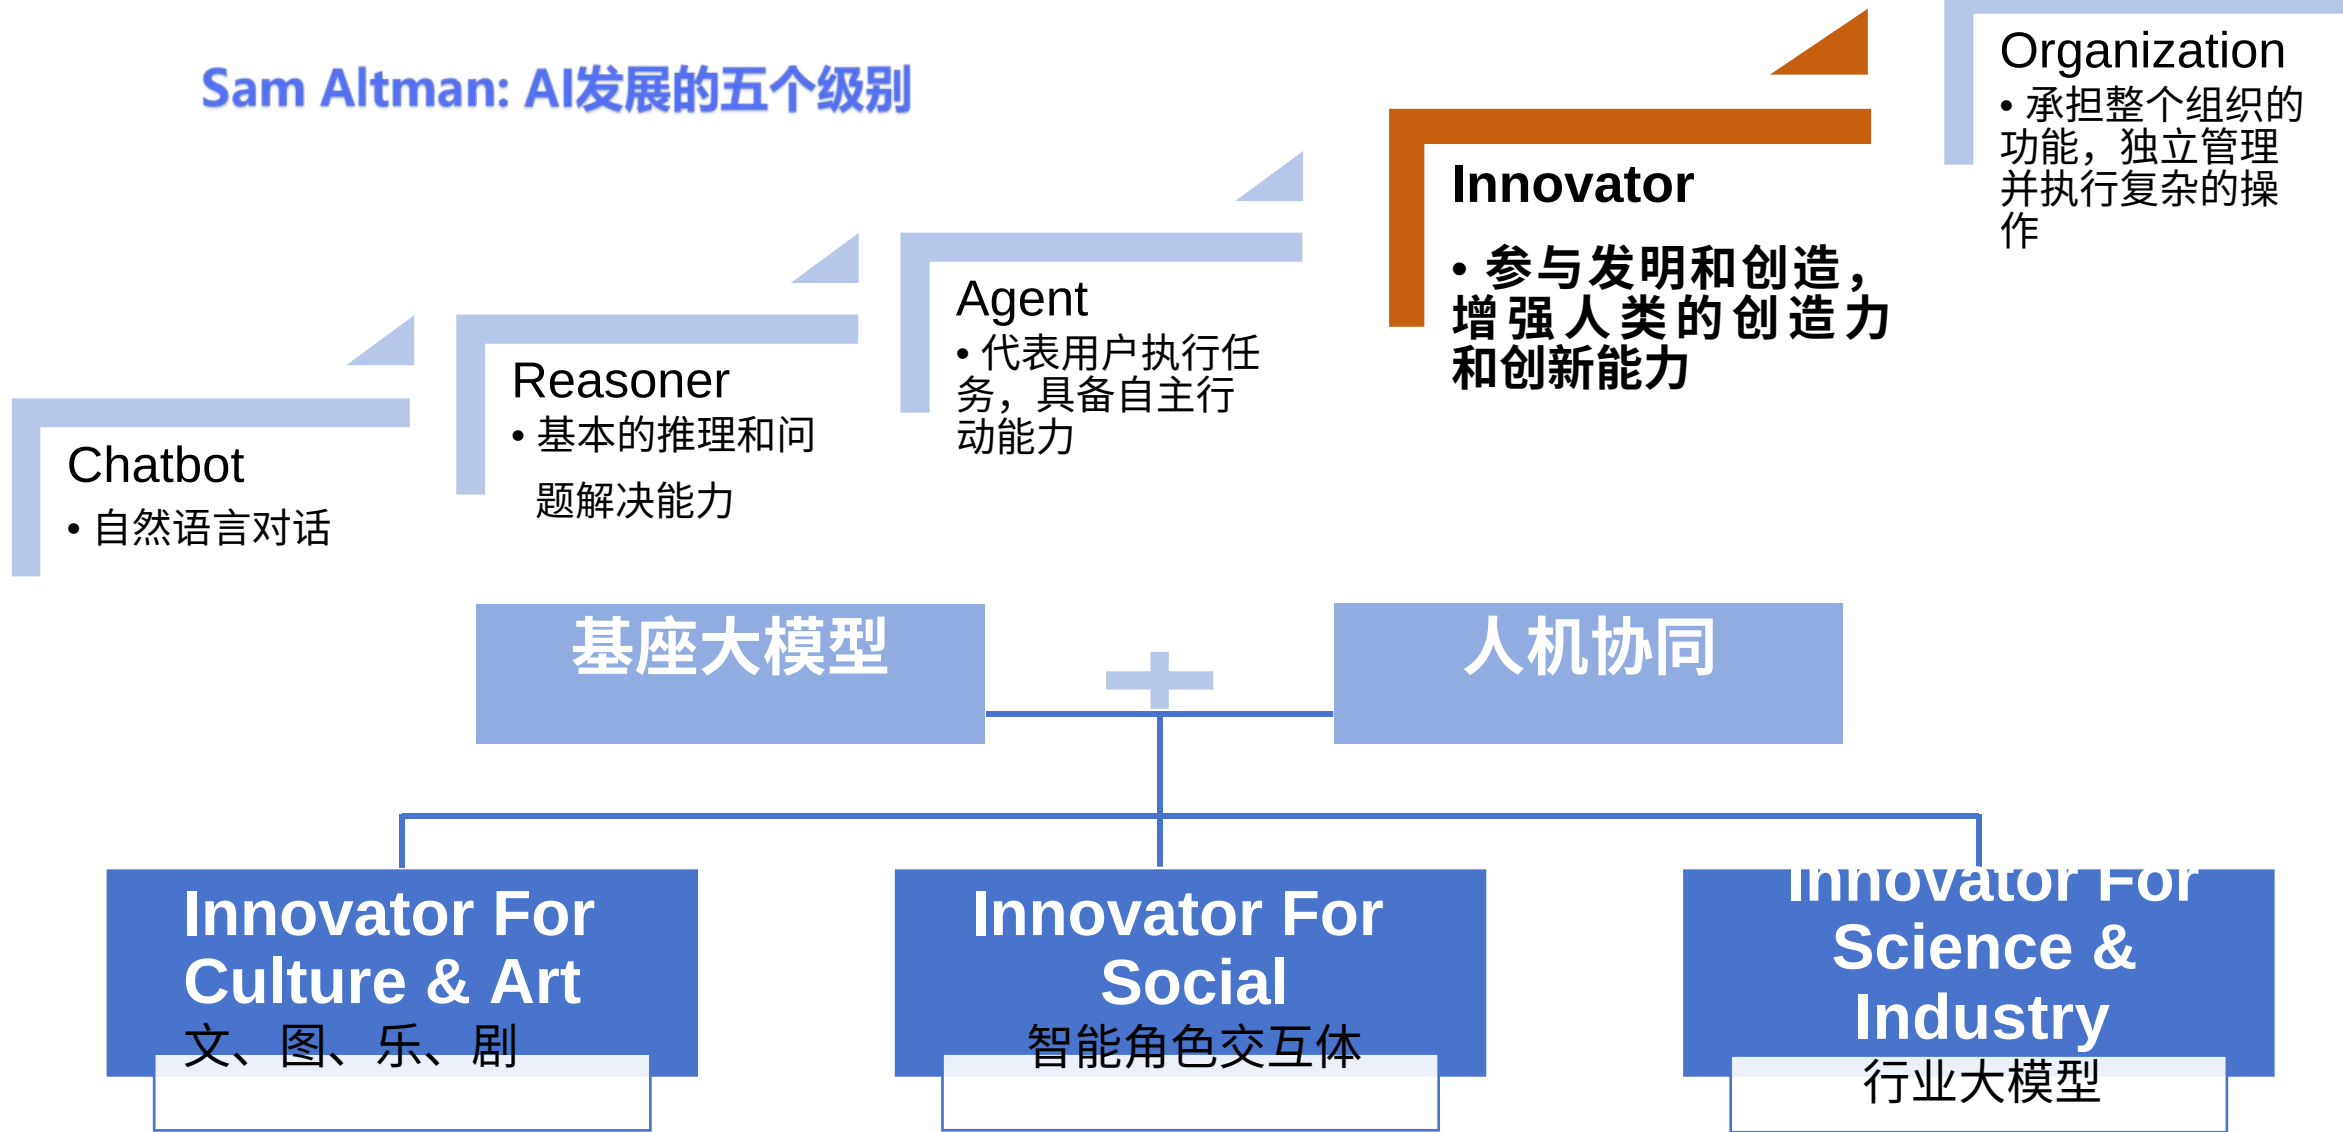 Sam Altman: AI发展的五个级别
Chatbot
• 自然语言对话
Reasoner
• 基本的推理和问
题解决能力
Agent
• 代表用户执行任
务，具备自主行
动能力
Innovator
• 参与发明和创造，
增强人类的创造力
和创新能力
Organization
• 承担整个组织的
功能，独立管理
并执行复杂的操
作
基座大模型
人机协同
Innovator For
Culture & Art
文、图、乐、剧
Innovator For
Social
智能角色交互体
Innovator For
Science &
Industry
行业大模型